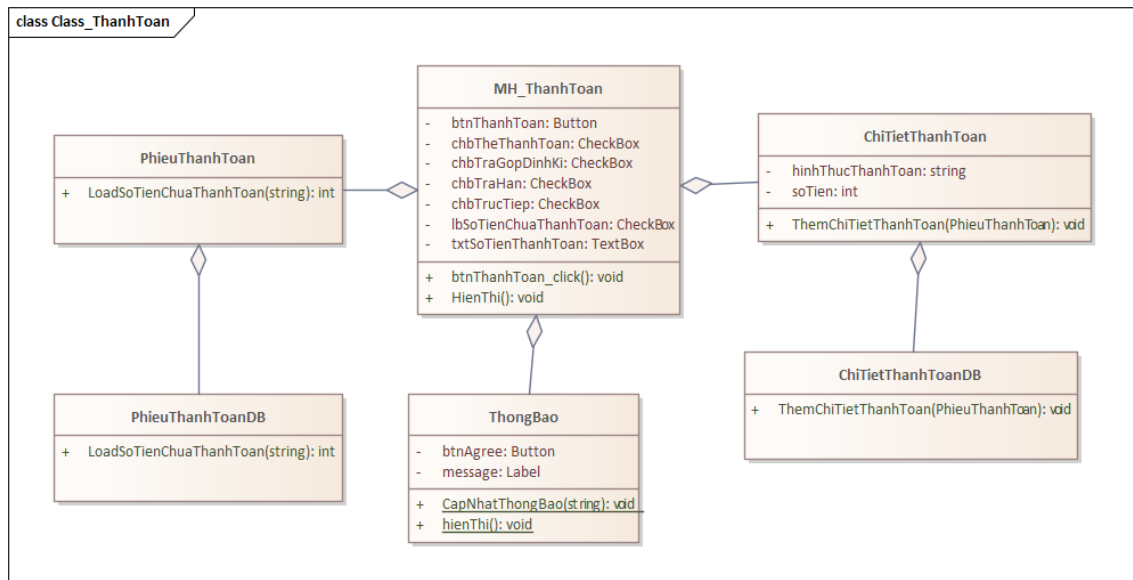 class Class_ThanhToan
MH_ThanhToan
- btnThanhToan: Button
- chbTheThanhToan: CheckBox
- chbTraGopDinhKi: CheckBox
- chbTraHan: CheckBox
- chbTrucTiep: CheckBox
- lbSoTienChuaThanhToan: CheckBox
- txtSoTienThanhToan: TextBox
+ btnThanhToan_click(): void
+ HienThi(): void
PhieuThanhToan
+ LoadSoTienChuaThanhToan(string): int
ChiTietThanhToan
- hinhThucThanhToan: string
- soTien: int
+ ThemChiTietThanhToan(PhieuThanhToan): void
PhieuThanhToanDB
+ LoadSoTienChuaThanhToan(string): int
ThongBao
- btnAgree: Button
- message: Label
+ CapNhatThongBao(string): void
+ hienThi(): void
ChiTietThanhToanDB
+ ThemChiTietThanhToan(PhieuThanhToan): void